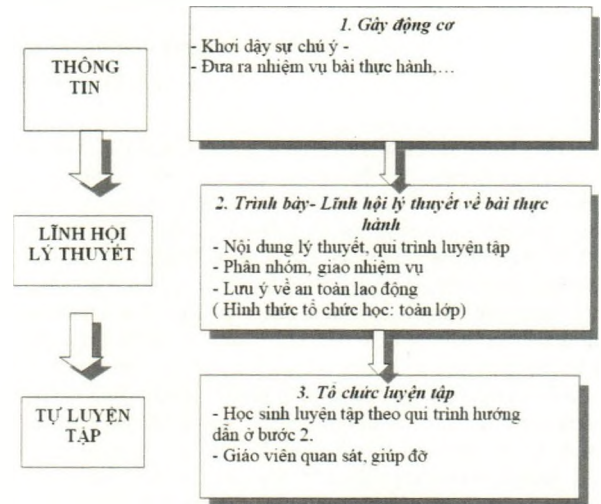 THÔNG
TIN
1. Gây động cơ
- Khơi dậy sự chú ý -
- Đưa ra nhiệm vụ bài thực hành,…
LĨNH HỘI
LÝ THUYẾT
2. Trình bày- Lĩnh hội lý thuyết về bài thực
hành
- Nội dung lý thuyết, qui trình luyện tập
- Phân nhóm, giao nhiệm vụ
- Lưu ý về an toàn lao động
( Hình thức tổ chức học: toàn lớp)
TỰ LUYỆN
TẬP
3. Tổ chức luyện tập
- Học sinh luyện tập theo qui trình hướng
dẫn ở bước 2.
- Giáo viên quan sát, giúp đỡ